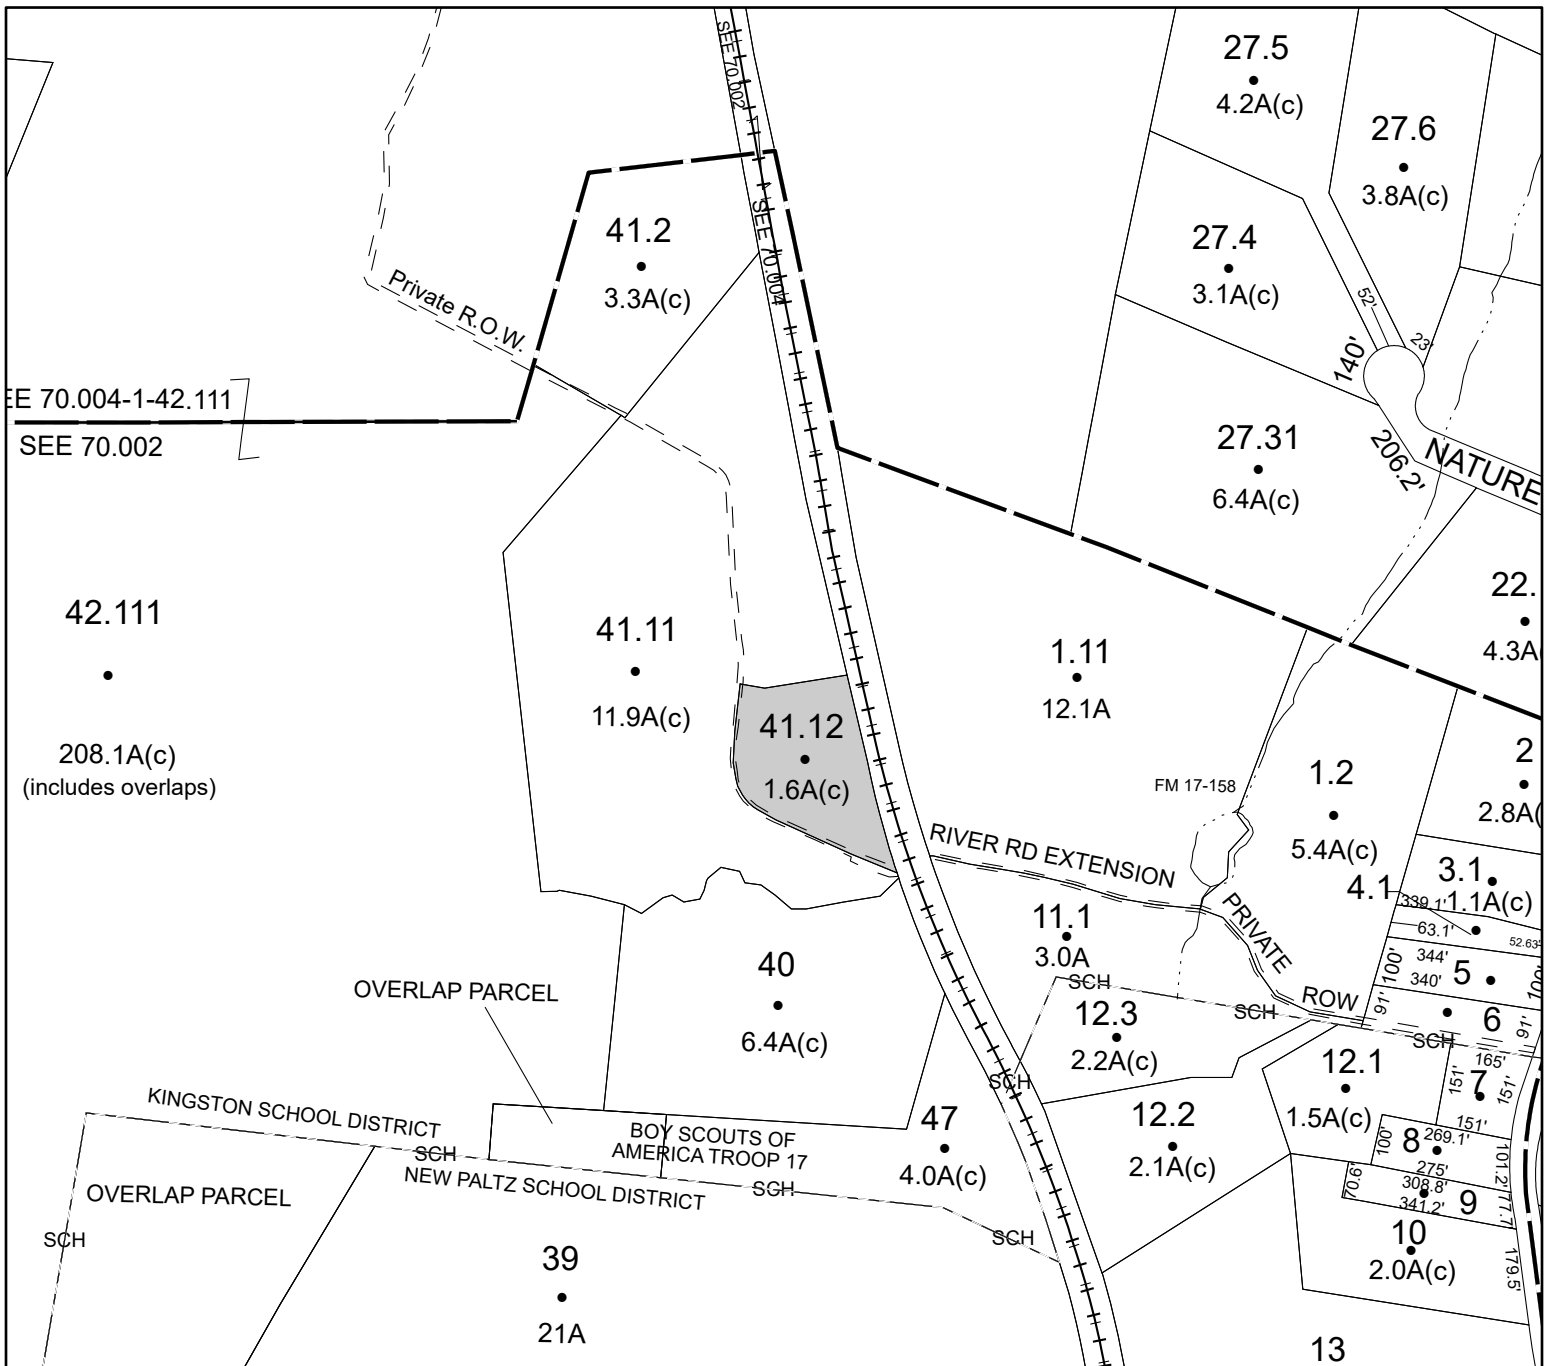 SEE 70.002
27.5
4.2A(c)
27.6
3.8A(c)
41.2
3.3A(c)
SEE 70.004
27.4
3.1A(c)
Private R.O.W.
52'
23'
140'
EE 70.004-1-42.111
SEE 70.002
27.31
6.4A(c)
206.2'
NATURE
42.111
208.1A(c)
(includes overlaps)
41.11
11.9A(c)
41.12
1.6A(c)
1.11
12.1A
22.
4.3A(
FM 17-158
1.2
5.4A(c)
2
2.8A(
RIVER RD EXTENSION
PRIVATE
ROW
3.1
1.1A(c)
4.1
339.1'
63.1'
52.63'
11.1
3.0A
344'
340'
5
100'
100'
6
91'
91'
40
6.4A(c)
OVERLAP PARCEL
SCH
SCH
SCH
SCH
12.3
2.2A(c)
12.1
1.5A(c)
165'
7
151'
151'
151'
KINGSTON SCHOOL DISTRICT
SCH
NEW PALTZ SCHOOL DISTRICT
BOY SCOUTS OF
AMERICA TROOP 17
SCH
47
4.0A(c)
12.2
2.1A(c)
8
269.1'
100'
275'
101.2'
308.8'
70.6'
341.2'
9
77.7'
OVERLAP PARCEL
SCH
SCH
10
2.0A(c)
179.5'
39
21A
13